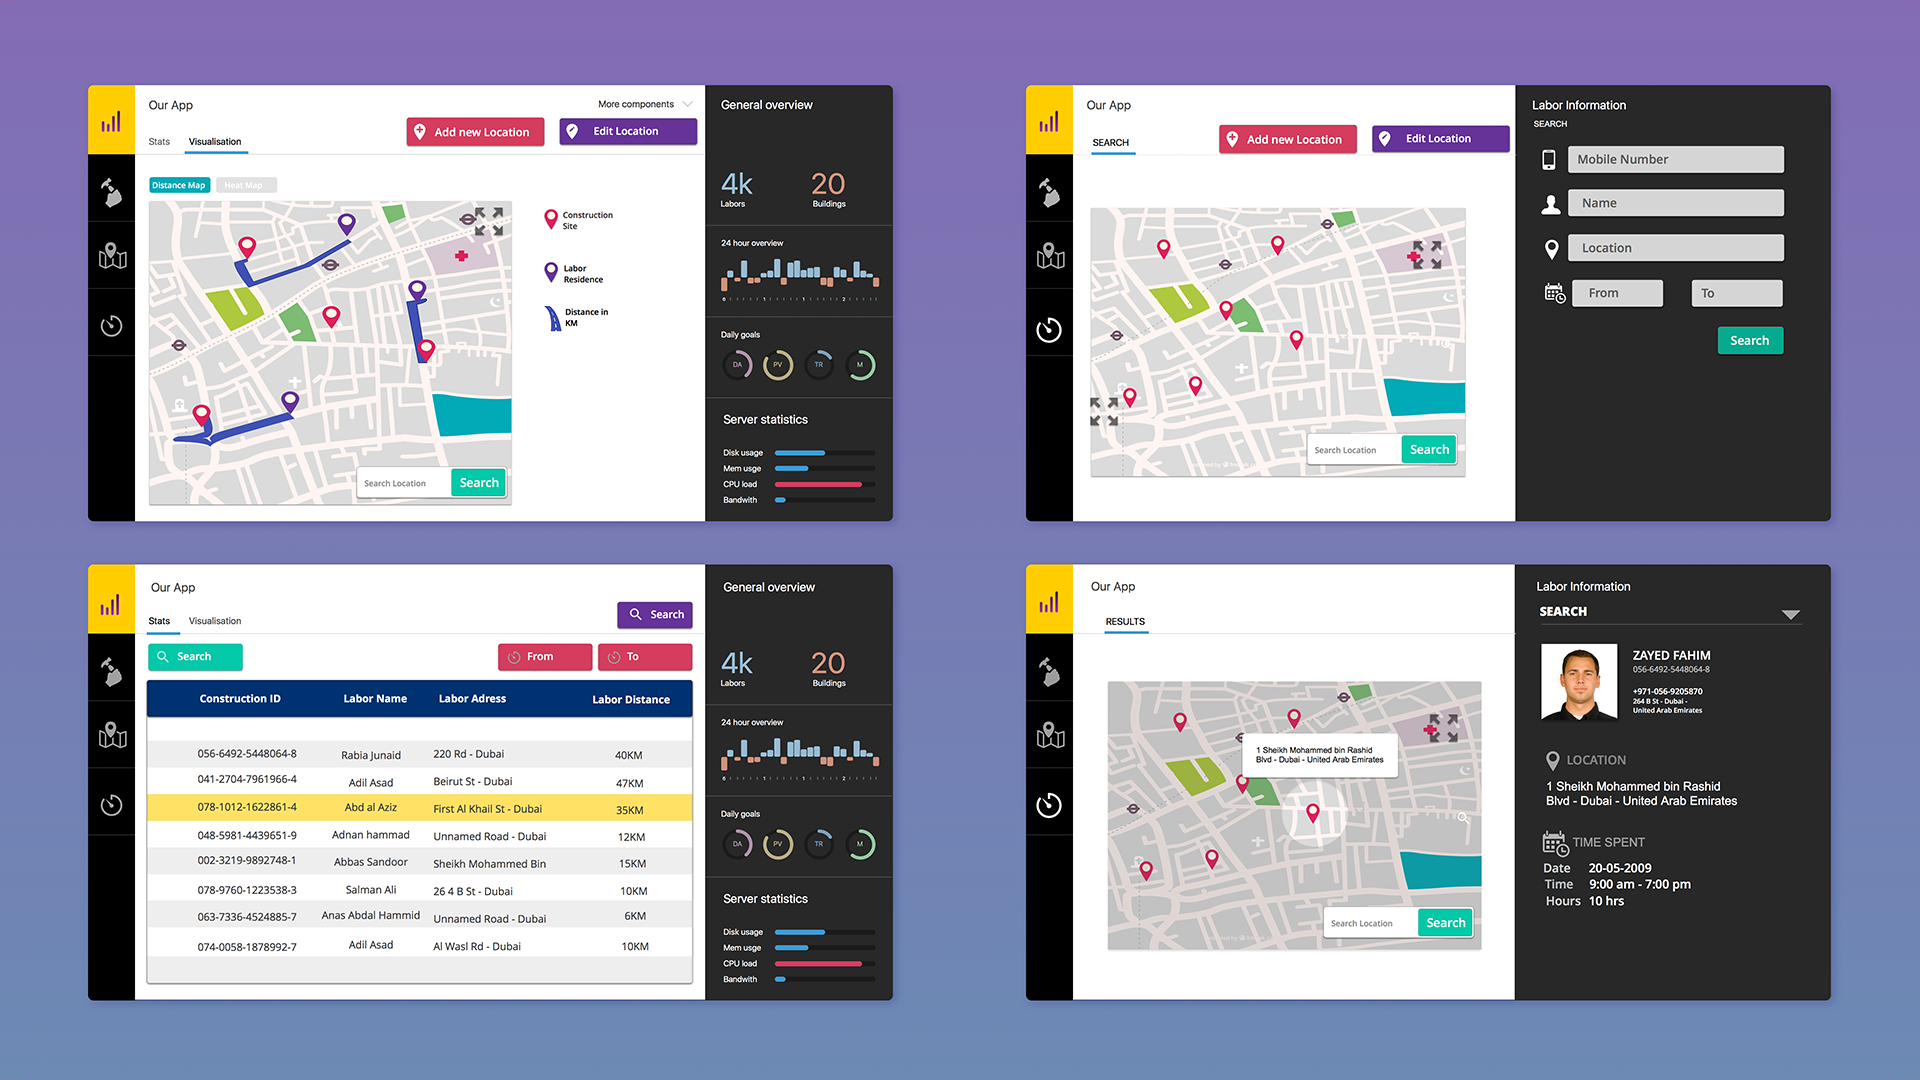 Our App
More components
Add new Location
Edit Location
Stats
Visualisation
Distance Map
Heat Map
Construction
Site
Labor
Residence
Distance in
KM
Search Location
Search
General overview
4k
Labors
20
Buildings
24 hour overview
Daily goals
DA
PV
TR
M
Server statistics
Disk usage
Mem usge
CPU load
Bandwith
Our App
SEARCH
Add new Location
Edit Location
Search Location
Search
Labor Information
SEARCH
Mobile Number
Name
Location
From
To
Search
Our App
Stats
Visualisation
Search
Search
From
To
Construction ID Labor Name Labor Adress Labor Distance
056-6492-5448064-8 Rabia Junaid 220 Rd - Dubai 40KM
041-2704-7961966-4 Adil Asad Beirut St - Dubai 47KM
078-1012-1622861-4 Abd al Aziz First Al Khail St - Dubai 35KM
048-5981-4439651-9 Adnan hammad Unnamed Road - Dubai 12KM
002-3219-9892748-1 Abbas Sandoor Sheikh Mohammed Bin 15KM
078-9760-1223538-3 Salman Ali 26 4 B St - Dubai 10KM
063-7336-4524885-7 Anas Abdal Hammid Unnamed Road - Dubai 6KM
074-0058-1878992-7 Adil Asad Al Wasl Rd - Dubai 10KM
General overview
4k
Labors
20
Buildings
24 hour overview
Daily goals
DA
PV
TR
M
Server statistics
Disk usage
Mem usge
CPU load
Bandwith
Our App
RESULTS
1 Sheikh Mohammed bin Rashid
Blvd - Dubai - United Arab Emirates
Search Location
Search
Labor Information
SEARCH
ZAYED FAHIM
056-6492-5448064-8
+971-056-9205870
264 B St - Dubai -
United Arab Emirates
LOCATION
1 Sheikh Mohammed bin Rashid
Blvd - Dubai - United Arab Emirates
TIME SPENT
Date 20-05-2009
Time 9:00 am - 7:00 pm
Hours 10 hrs